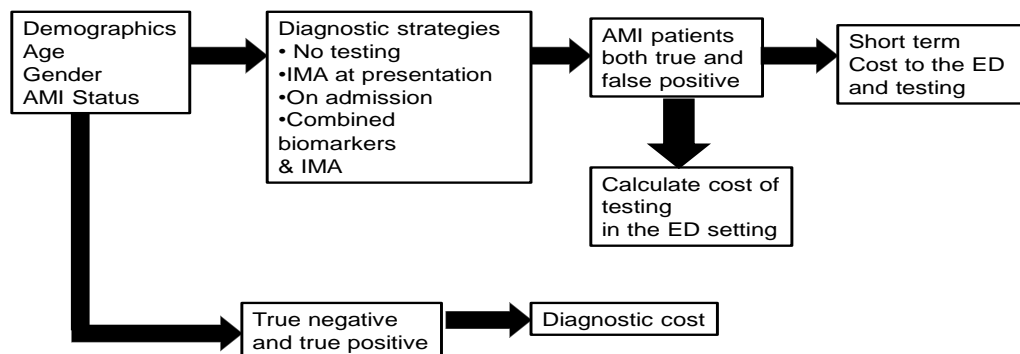 Demographics
Age
Gender
AMI Status
Diagnostic strategies
• No testing
•IMA at presentation
•On admission
•Combined
biomarkers
& IMA
AMI patients
both true and
false positive
Short term
Cost to the ED
and testing
Calculate cost of
testing
in the ED setting
True negative
and true positive
Diagnostic cost